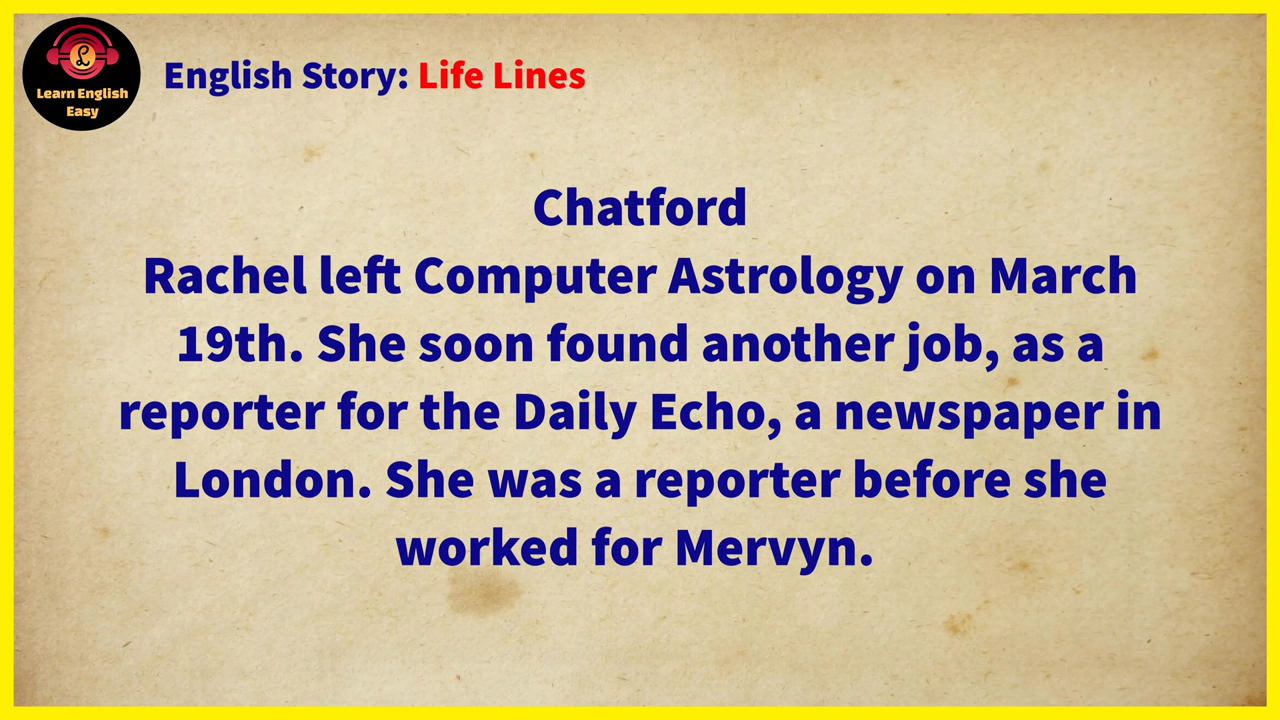 Learn English
Easy
English Story: Life Lines
Chatford
Rachel left Computer Astrology on March
19th. She soon found another job, as a
reporter for the Daily Echo, a newspaper in
London. She was a reporter before she
worked for Mervyn.